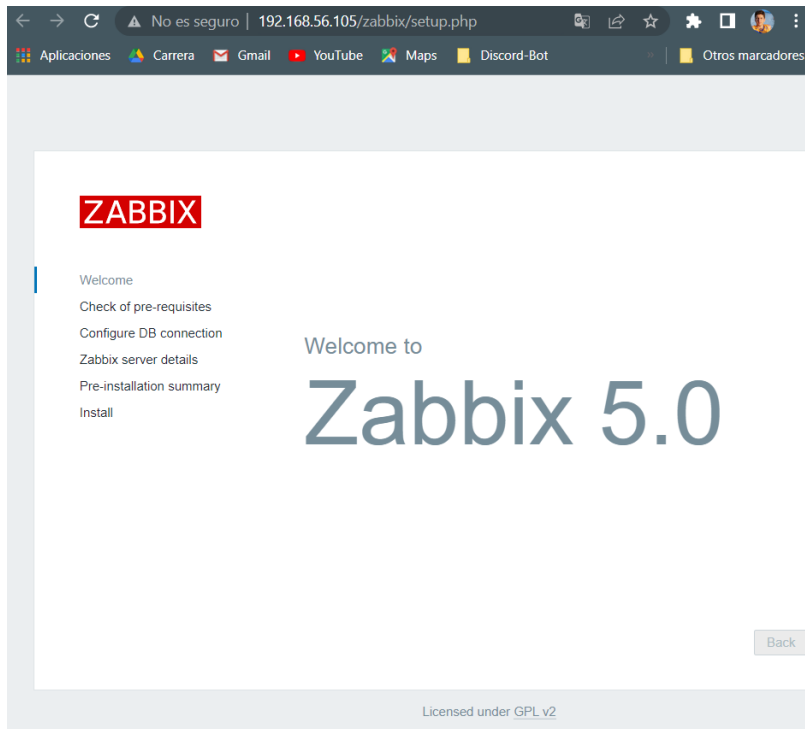 No es seguro | 192.168.56.105/zabbix/setup.php
Aplicaciones Carrera Gmail YouTube Maps Discord-Bot » Otros marcadores
ZABBIX
Welcome
Check of pre-requisites
Configure DB connection
Zabbix server details
Pre-installation summary
Install
Welcome to
Zabbix 5.0
Back
Licensed under GPL v2